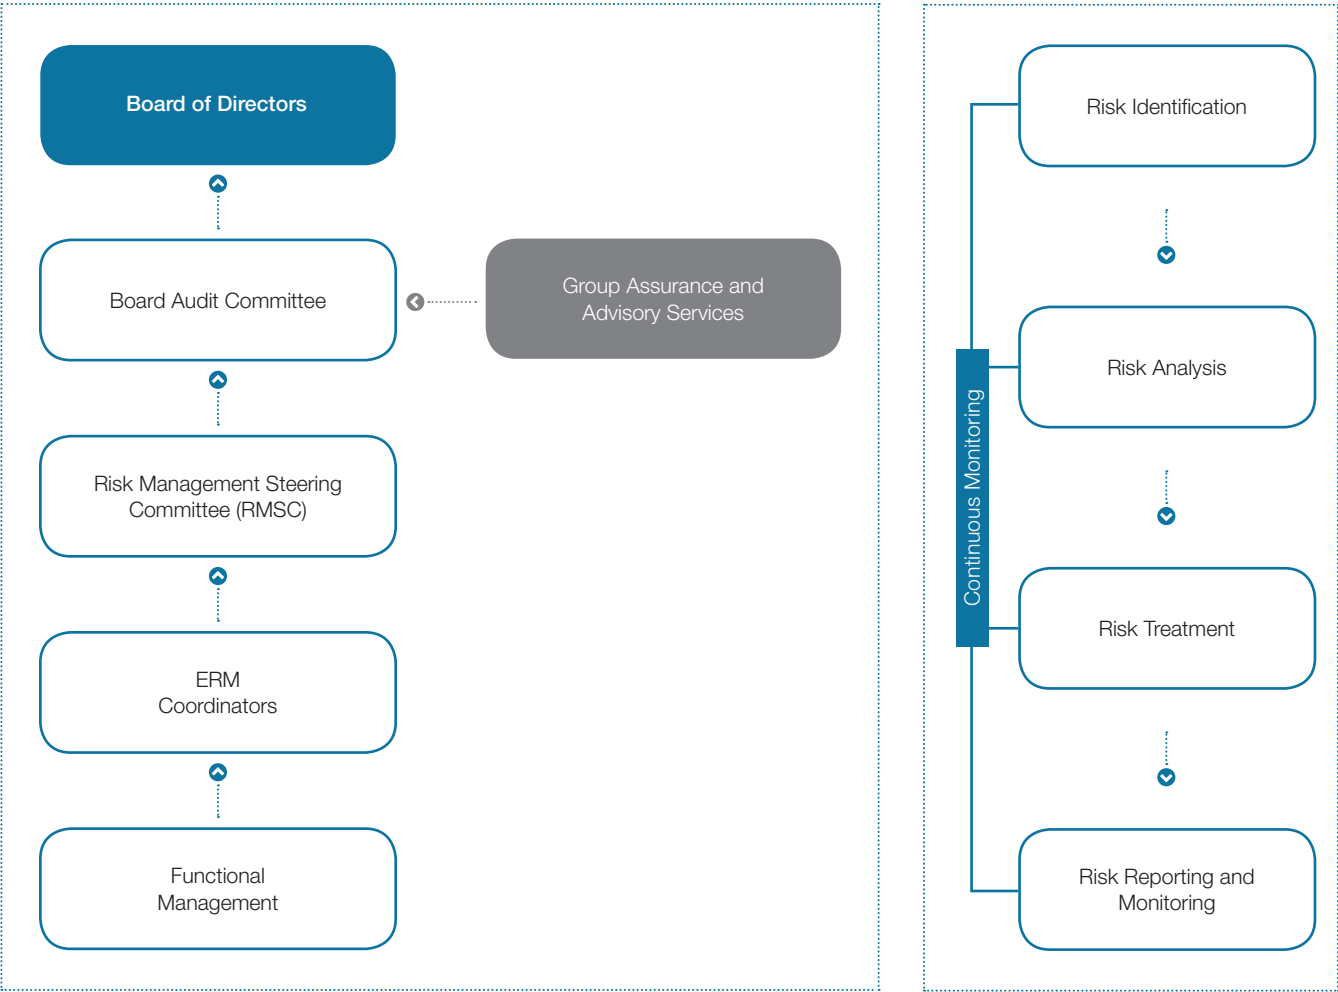 Board of Directors
Board Audit Committee
Group Assurance and
Advisory Services
Risk Management Steering
Committee (RMSC)
ERM
Coordinators
Functional
Management
Continuous Monitoring
Risk Identification
Risk Analysis
Risk Treatment
Risk Reporting and
Monitoring